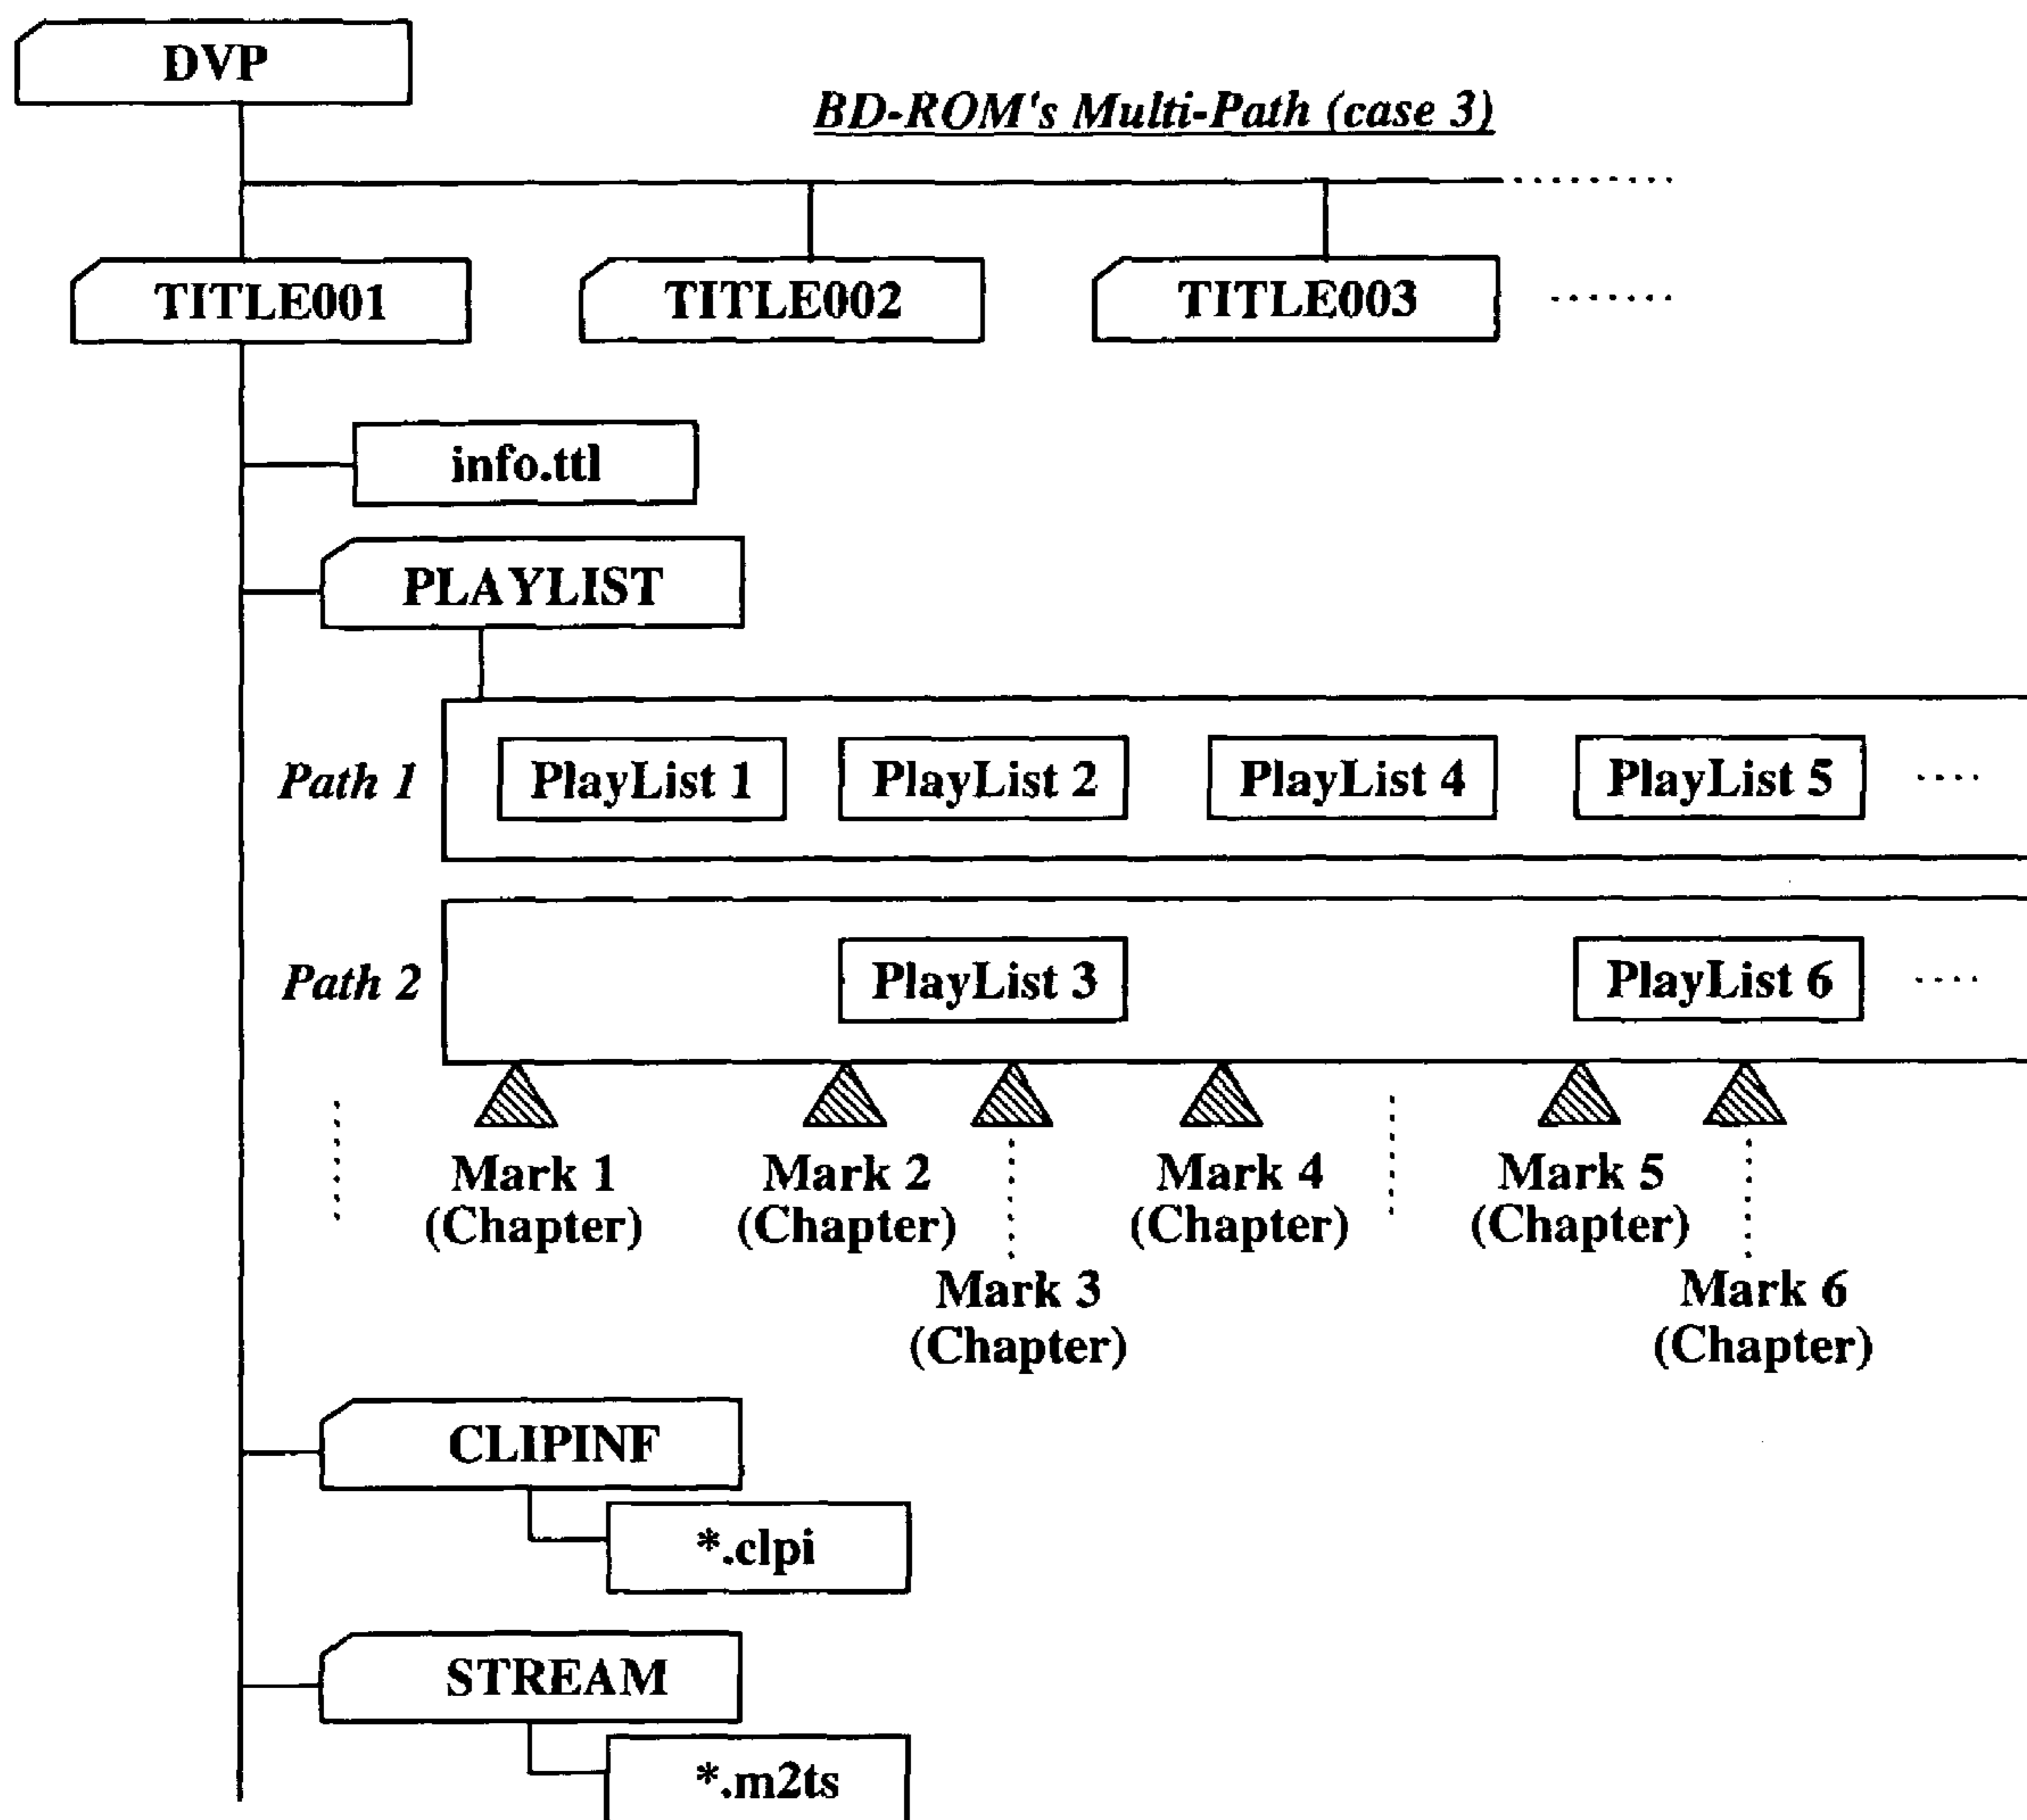 DVP
BD-ROM's Multi-Path (case 3)
TITLE001 TITLE002 TITLE003
info.ttl
PLAYLIST
Path 1 PlayList 1 PlayList 2 PlayList 4 PlayList 5
Path 2 PlayList 3 PlayList 6
Mark 1 Mark 2 Mark 4 Mark 5
(Chapter) (Chapter) (Chapter) (Chapter)
Mark 3 Mark 6
(Chapter) (Chapter)
CLIPINF
*.clpi
STREAM
*.m2ts